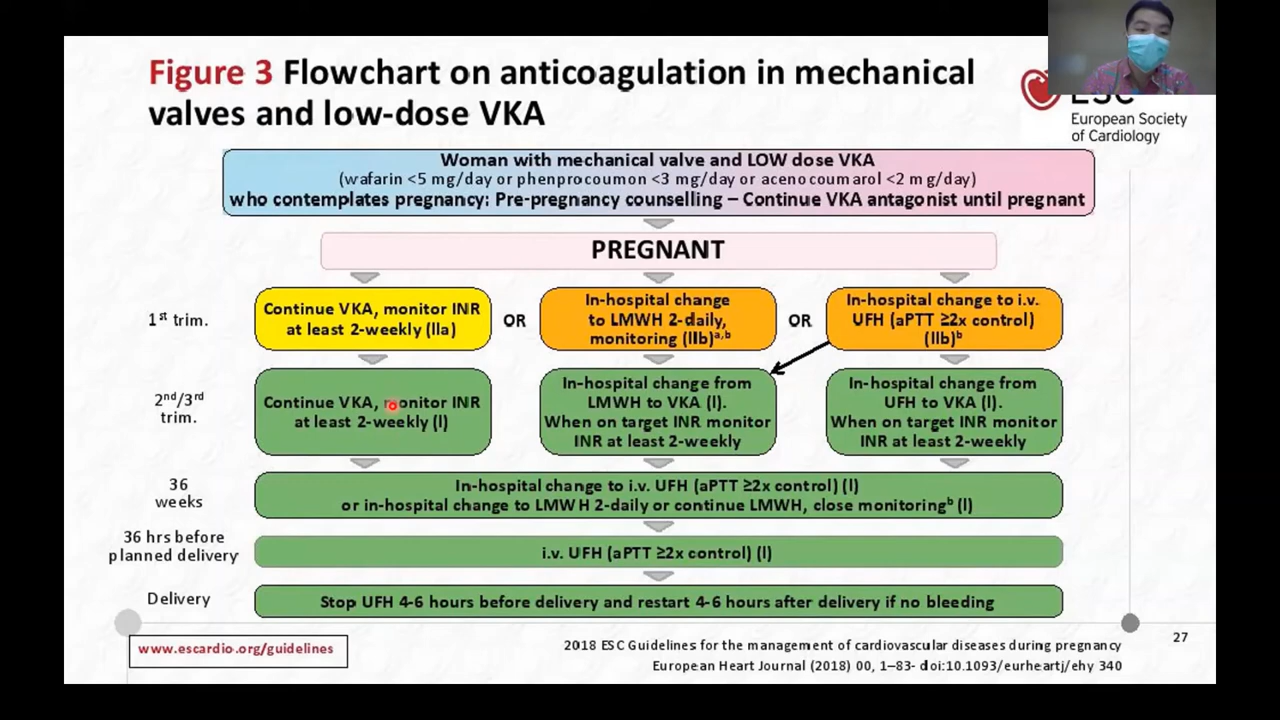 Figure 3 Flowchart on anticoagulation in mechanical
valves and low-dose VKA
ESC
European Society
of Cardiology
Woman with mechanical valve and LOW dose VKA
(wafarin <5 mg/day or phenprocoumon <3 mg/day or acenocoumarol <2 mg/day)
who contemplates pregnancy: Pre-pregnancy counselling – Continue VKA antagonist until pregnant
PREGNANT
1st trim.
Continue VKA, monitor INR
at least 2-weekly (IIa)
OR
In-hospital change
to LMWH 2-daily,
monitoring (IIb)a,b
OR
In-hospital change to i.v.
UFH (aPTT ≥2x control)
(IIb)b
2nd/3rd
trim.
Continue VKA, monitor INR
at least 2-weekly (I)
In-hospital change from
LMWH to VKA (I).
When on target INR monitor
INR at least 2-weekly
In-hospital change from
UFH to VKA (I).
When on target INR monitor
INR at least 2-weekly
36
weeks
In-hospital change to i.v. UFH (aPTT ≥2x control) (I)
or in-hospital change to LMWH 2-daily or continue LMWH, close monitoringb (I)
36 hrs before
planned delivery
i.v. UFH (aPTT ≥2x control) (I)
Delivery
Stop UFH 4-6 hours before delivery and restart 4-6 hours after delivery if no bleeding
27
www.escardio.org/guidelines
2018 ESC Guidelines for the management of cardiovascular diseases during pregnancy
European Heart Journal (2018) 00, 1–83- doi:10.1093/eurheartj/ehy 340